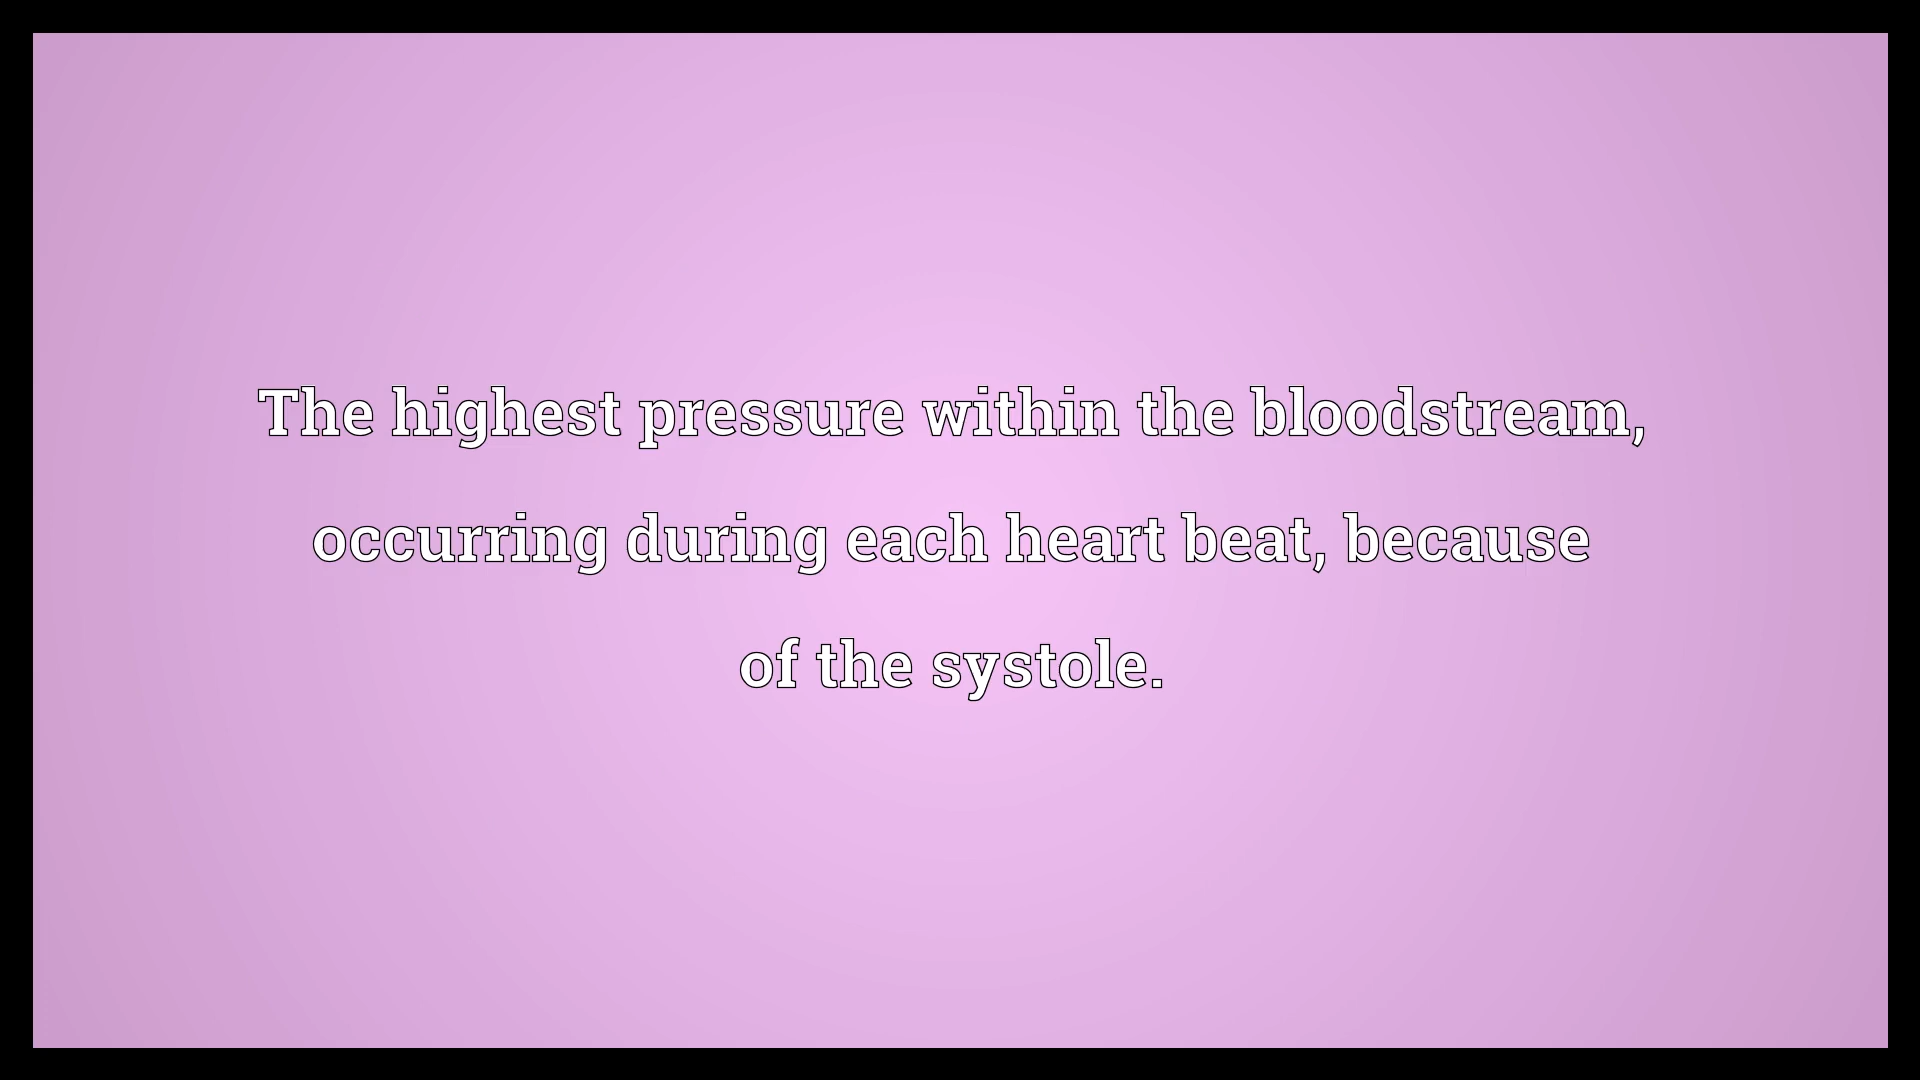 The highest pressure within the bloodstream,
occurring during each heart beat, because
of the systole.